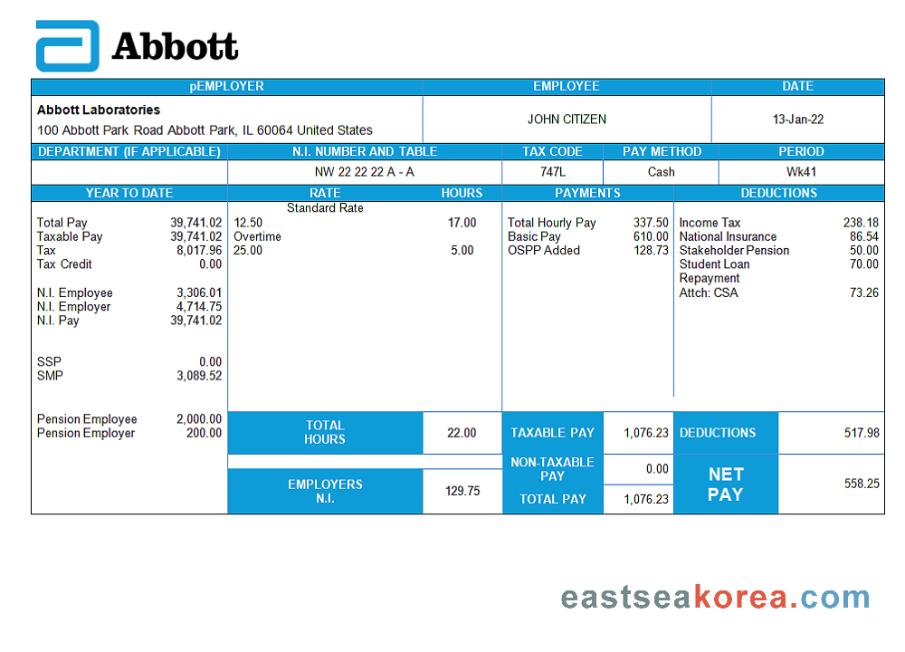 Abbott
pEMPLOYER EMPLOYEE DATE
Abbott Laboratories
100 Abbott Park Road Abbott Park, IL 60064 United States JOHN CITIZEN 13-Jan-22
DEPARTMENT (IF APPLICABLE) N.I. NUMBER AND TABLE TAX CODE PAY METHOD PERIOD
NW 22 22 22 A - A 747L Cash Wk41
YEAR TO DATE RATE HOURS PAYMENTS DEDUCTIONS
Standard Rate
Total Pay 39,741.02 12.50 17.00 Total Hourly Pay 337.50 Income Tax 238.18
Taxable Pay 39,741.02 Overtime Basic Pay 610.00 National Insurance 86.54
Tax 8,017.96 25.00 5.00 OSPP Added 128.73 Stakeholder Pension 50.00
Tax Credit 0.00 Student Loan 70.00
Repayment
N.I. Employee 3,306.01 Attch: CSA 73.26
N.I. Employer 4,714.75
N.I. Pay 39,741.02
SSP 0.00
SMP 3,089.52
Pension Employee 2,000.00
Pension Employer 200.00
TOTAL
HOURS 22.00 TAXABLE PAY 1,076.23 DEDUCTIONS 517.98
NON-TAXABLE
PAY 0.00
EMPLOYERS
N.I. 129.75 TOTAL PAY 1,076.23
NET
PAY 558.25
eastseakorea.com